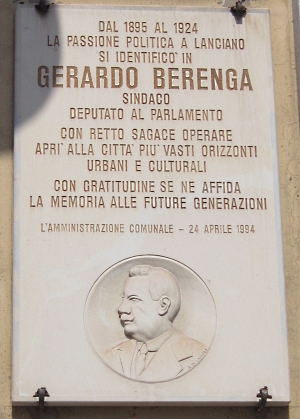 DAL 1895 AL 1924
LA PASSIONE POLITICA A LANCIANO
SI IDENTIFICO' IN
GERARDO BERENGA
SINDACO
DEPUTATO AL PARLAMENTO
CON RETTO SAGACE OPERARE
APRI' ALLA CITTA' PIU' VASTI ORIZZONTI
URBANI E CULTURALI
CON GRATITUDINE SE NE AFFIDA
LA MEMORIA ALLE FUTURE GENERAZIONI
L'AMMINISTRAZIONE COMUNALE - 24 APRILE 1994